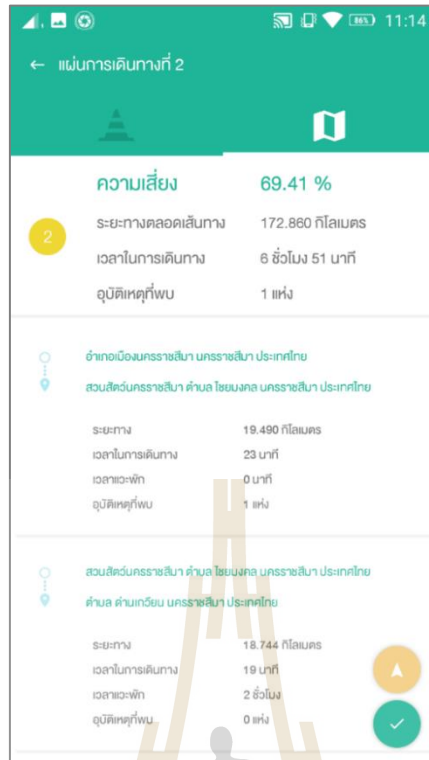 86% 11:14
← แผ่นการเดินทางที่ 2
ความเสี่ยง 69.41 %
2
ระยะทางตลอดเส้นทาง 172.860 กิโลเมตร
เวลาในการเดินทาง 6 ชั่วโมง 51 นาที
อุบัติเหตุที่พบ 1 แห่ง
อำเภอเมืองนครราชสีมา นครราชสีมา ประเทศไทย
สวนสัตว์นครราชสีมา ตำบล ไชยมงคล นครราชสีมา ประเทศไทย
ระยะทาง 19.490 กิโลเมตร
เวลาในการเดินทาง 23 นาที
เวลาแวะพัก 0 นาที
อุบัติเหตุที่พบ 1 แห่ง
สวนสัตว์นครราชสีมา ตำบล ไชยมงคล นครราชสีมา ประเทศไทย
ตำบล ด่านเกวียน นครราชสีมา ประเทศไทย
ระยะทาง 18.744 กิโลเมตร
เวลาในการเดินทาง 19 นาที
เวลาแวะพัก 2 ชั่วโมง
อุบัติเหตุที่พบ 0 แห่ง